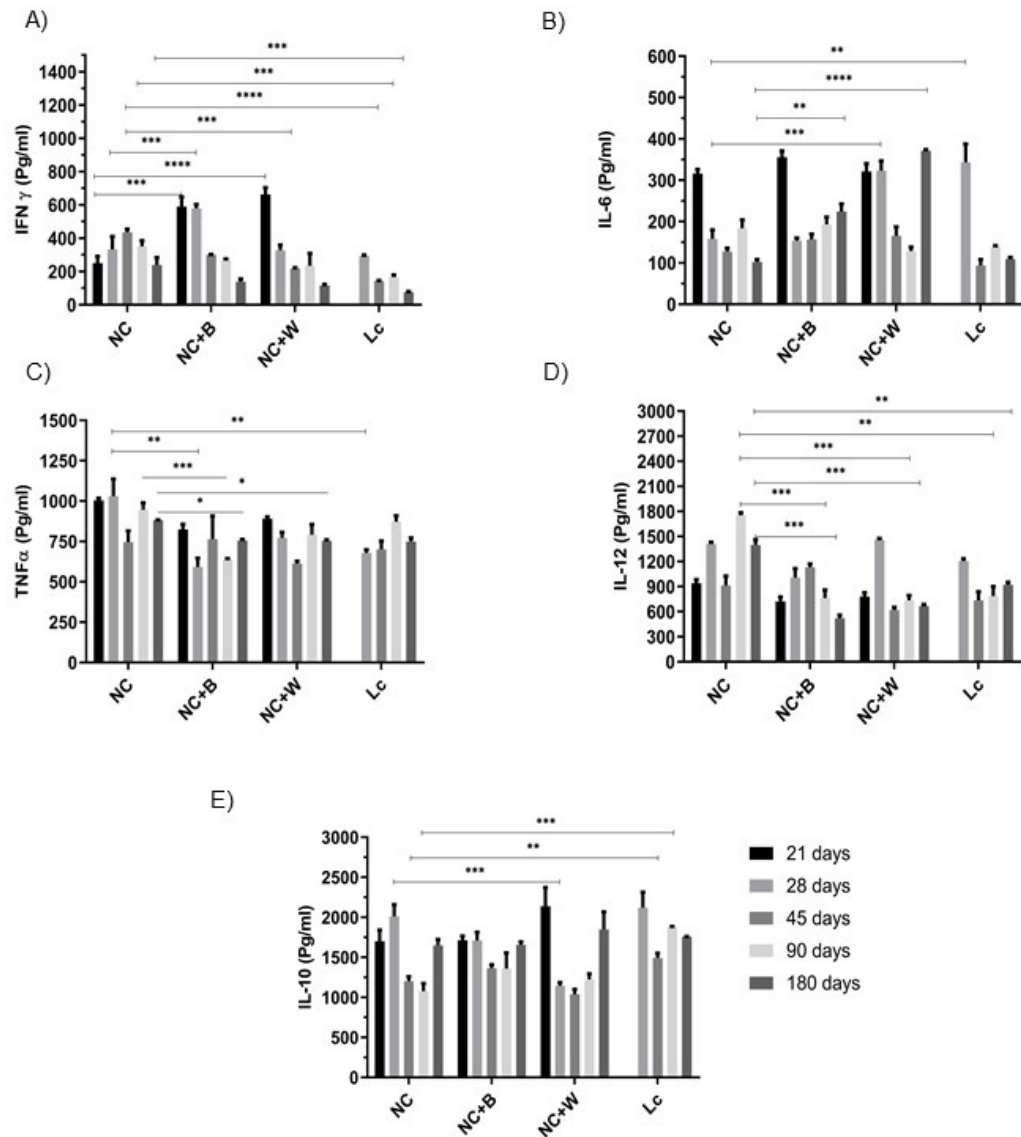 A)
IFN γ (Pg/ml)
1400
1200
1000
800
600
400
200
0
***
***
****
***
***
****
***
NC
NC+B
NC+W
Lc
B)
IL-6 (Pg/ml)
600
500
400
300
200
100
0
**
****
**
***
NC
NC+B
NC+W
Lc
C)
TNFα (Pg/ml)
1500
1250
1000
750
500
250
0
**
**
***
*
*
NC
NC+B
NC+W
Lc
D)
IL-12 (Pg/ml)
3000
2700
2400
2100
1800
1500
1200
900
600
300
0
**
**
***
***
***
***
NC
NC+B
NC+W
Lc
E)
IL-10 (Pg/ml)
3000
2500
2000
1500
1000
500
0
***
**
***
NC
NC+B
NC+W
Lc
21 days
28 days
45 days
90 days
180 days